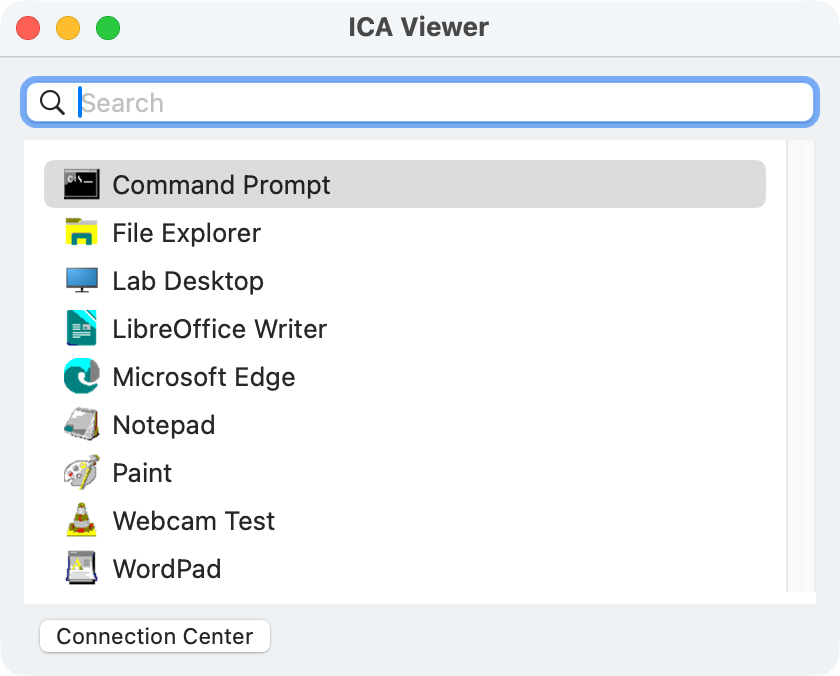 ICA Viewer
Search
Command Prompt
File Explorer
Lab Desktop
LibreOffice Writer
Microsoft Edge
Notepad
Paint
Webcam Test
WordPad
Connection Center